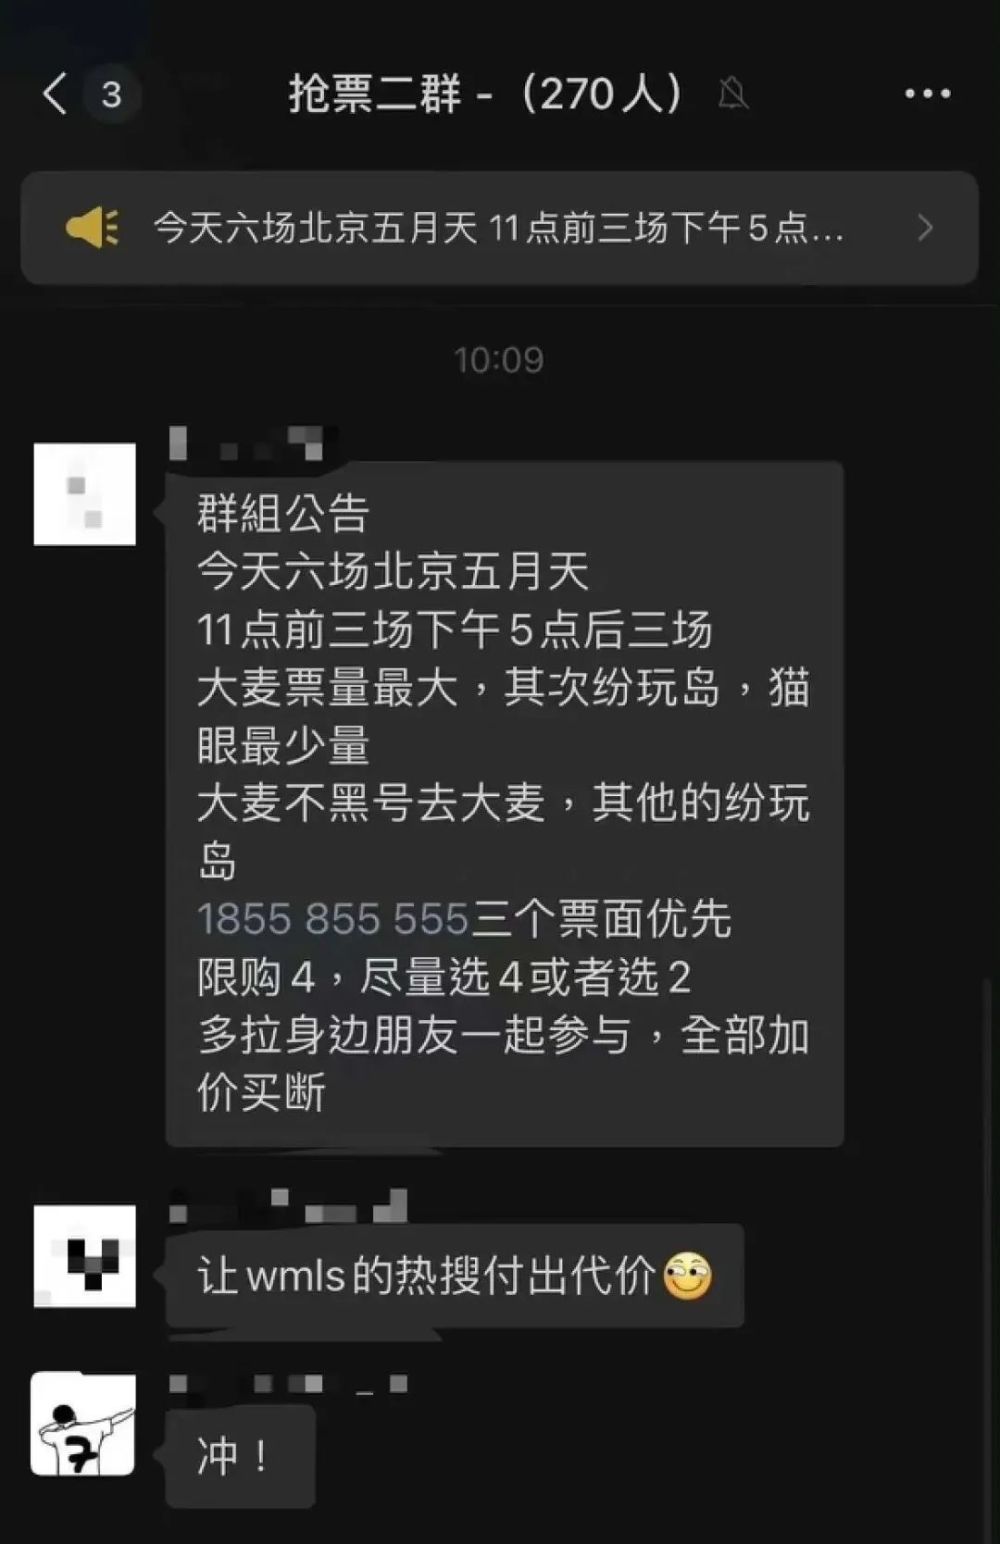 3
抢票二群 -（270人）
今天六场北京五月天 11点前三场下午5点...
10:09
群組公告
今天六场北京五月天
11点前三场下午5点后三场
大麦票量最大，其次纷玩岛，猫
眼最少量
大麦不黑号去大麦，其他的纷玩
岛
1855 855 555三个票面优先
限购4，尽量选4或者选2
多拉身边朋友一起参与，全部加
价买断
让wmls的热搜付出代价
冲！
7